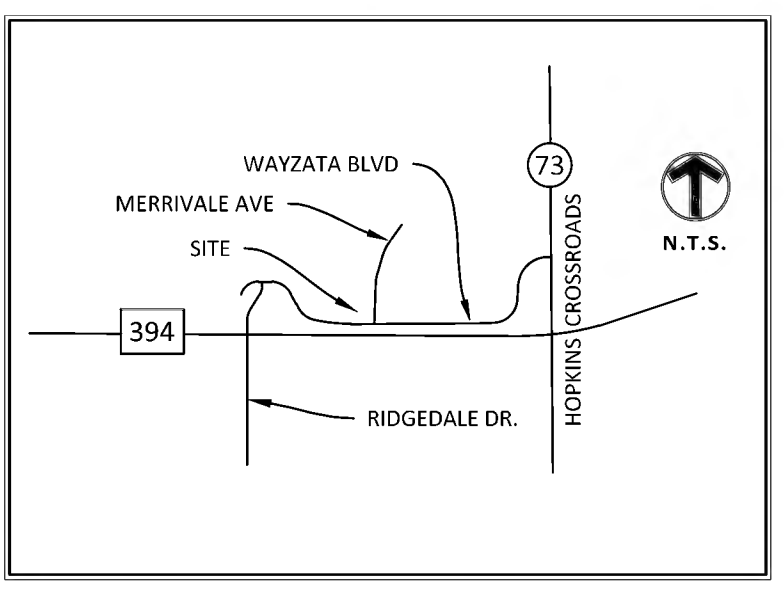 WAYZATA BLVD
73
MERRIVALE AVE
SITE
N.T.S.
HOPKINS CROSSROADS
394
RIDGEDALE DR.